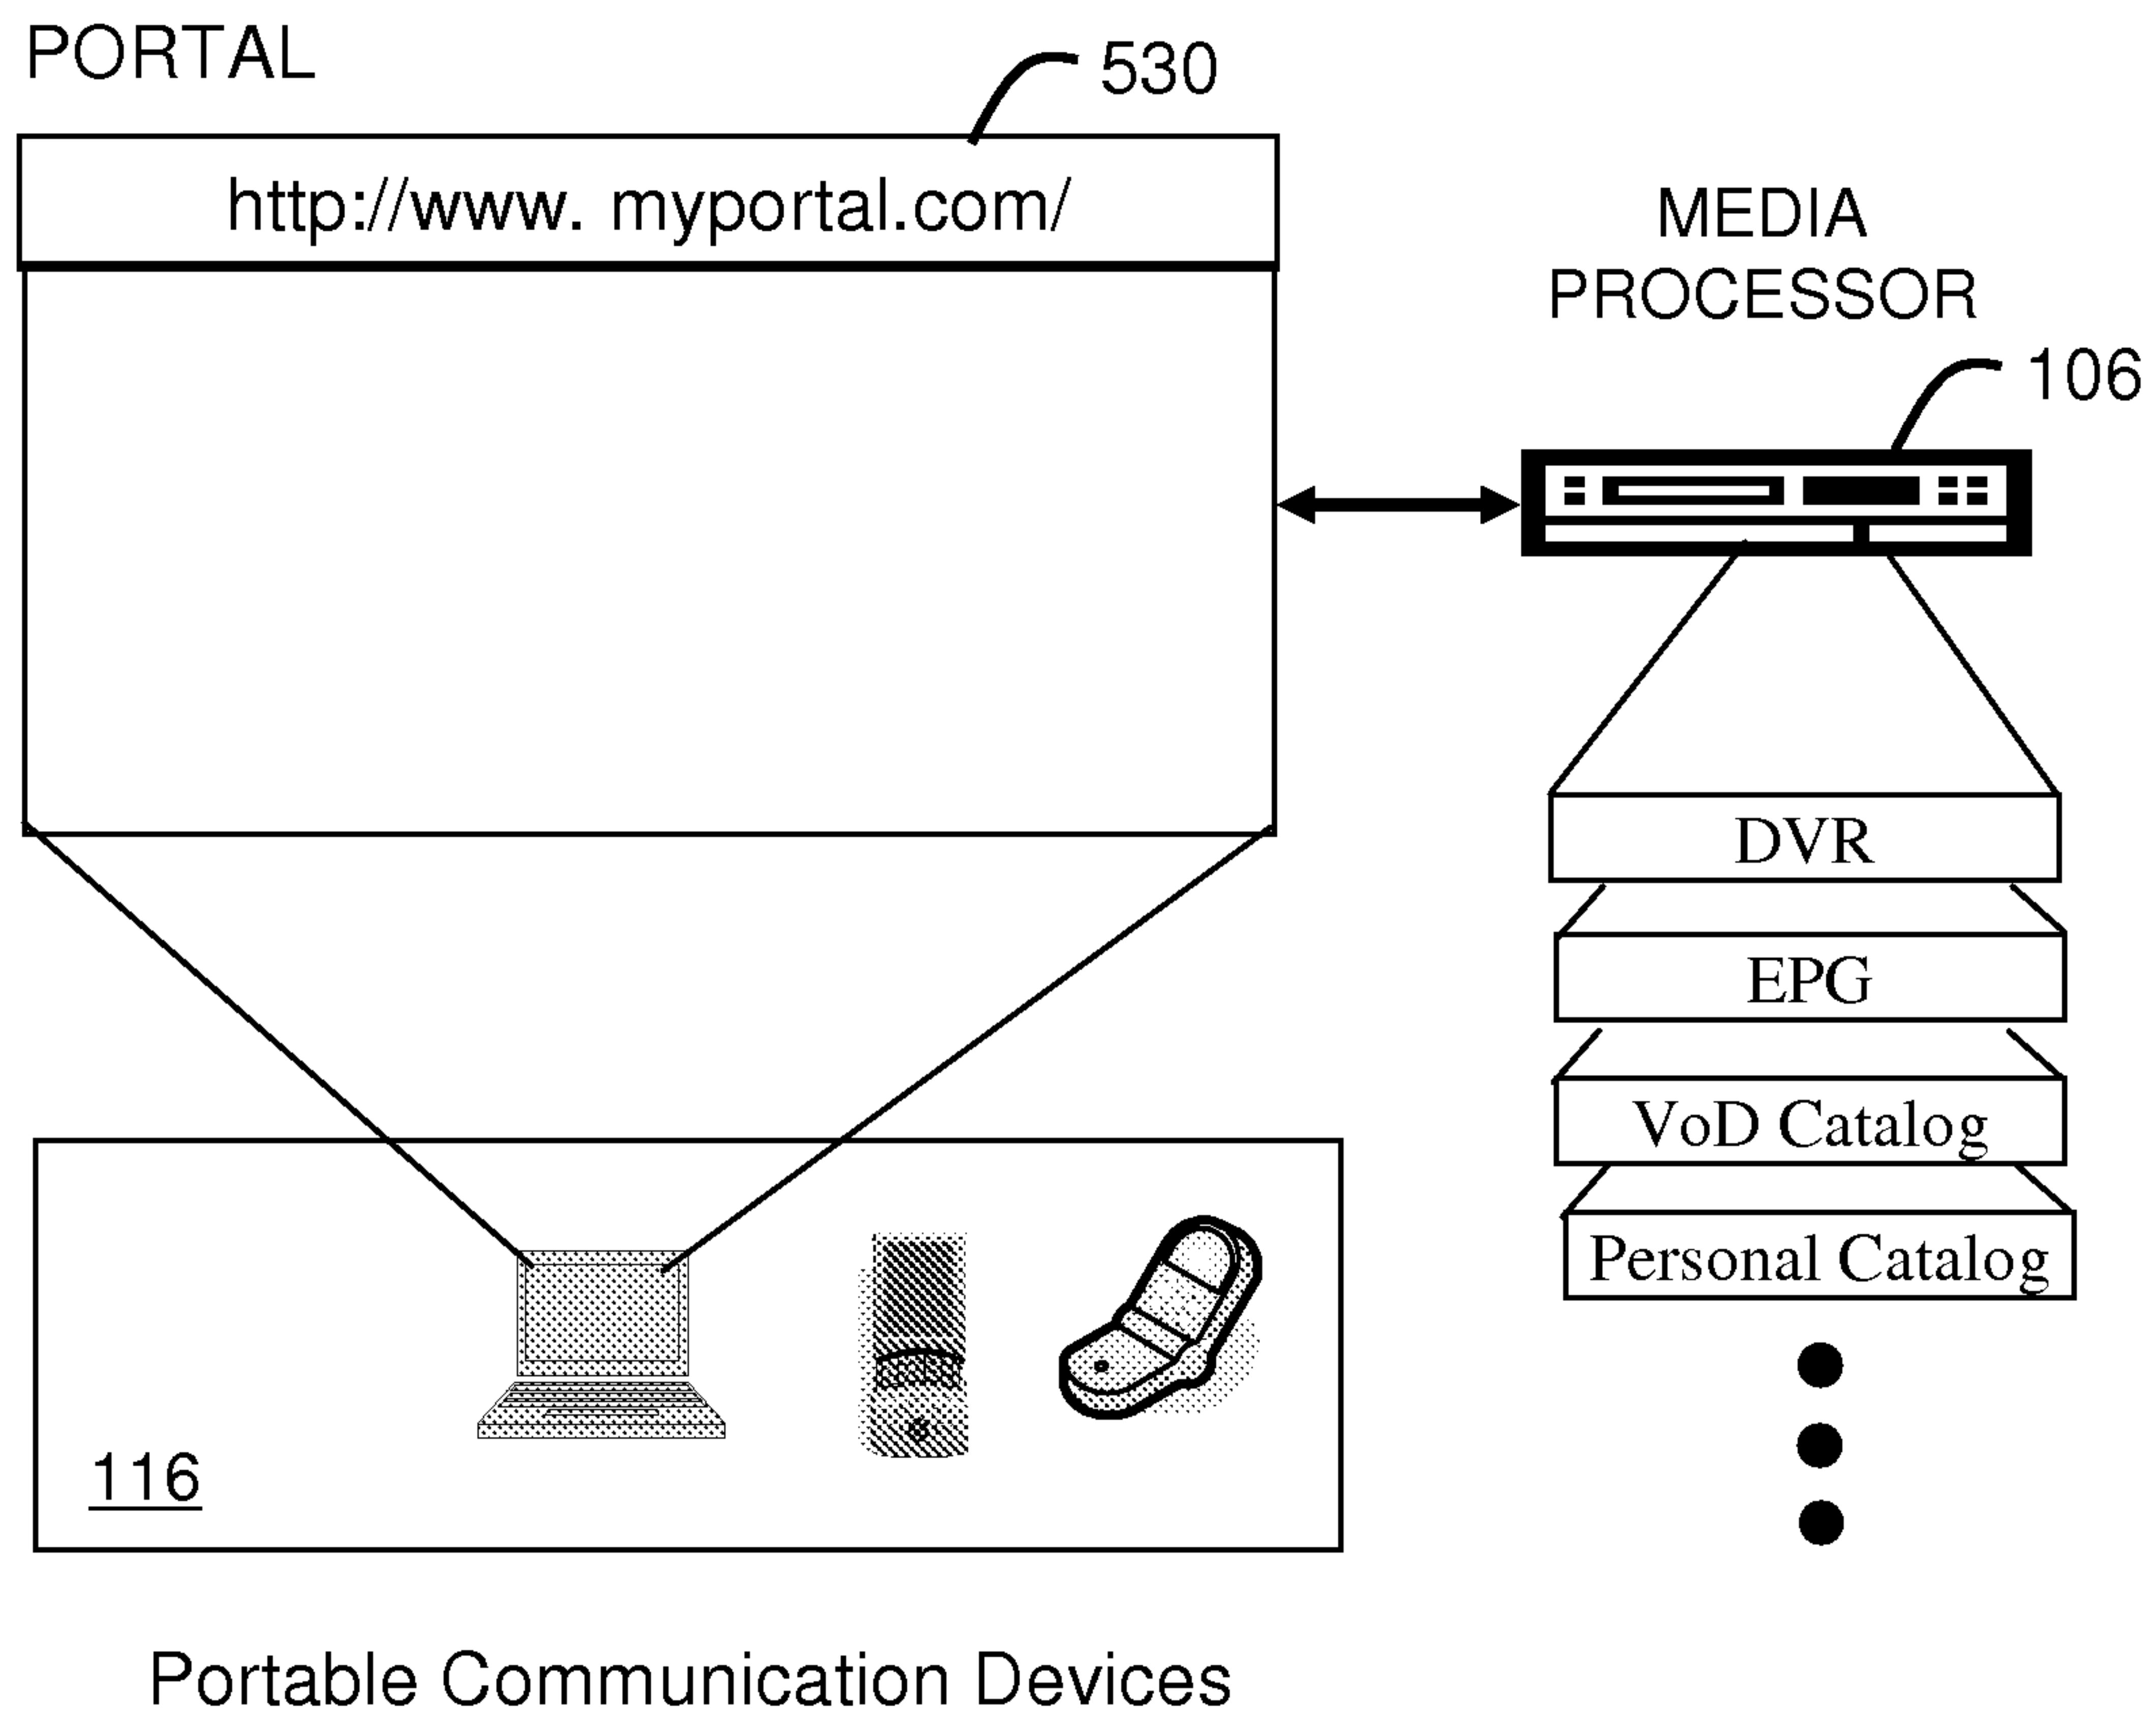 PORTAL
530
http://www. myportal.com/
MEDIA
PROCESSOR
106
DVR
EPG
VoD Catalog
Personal Catalog
116
Portable Communication Devices